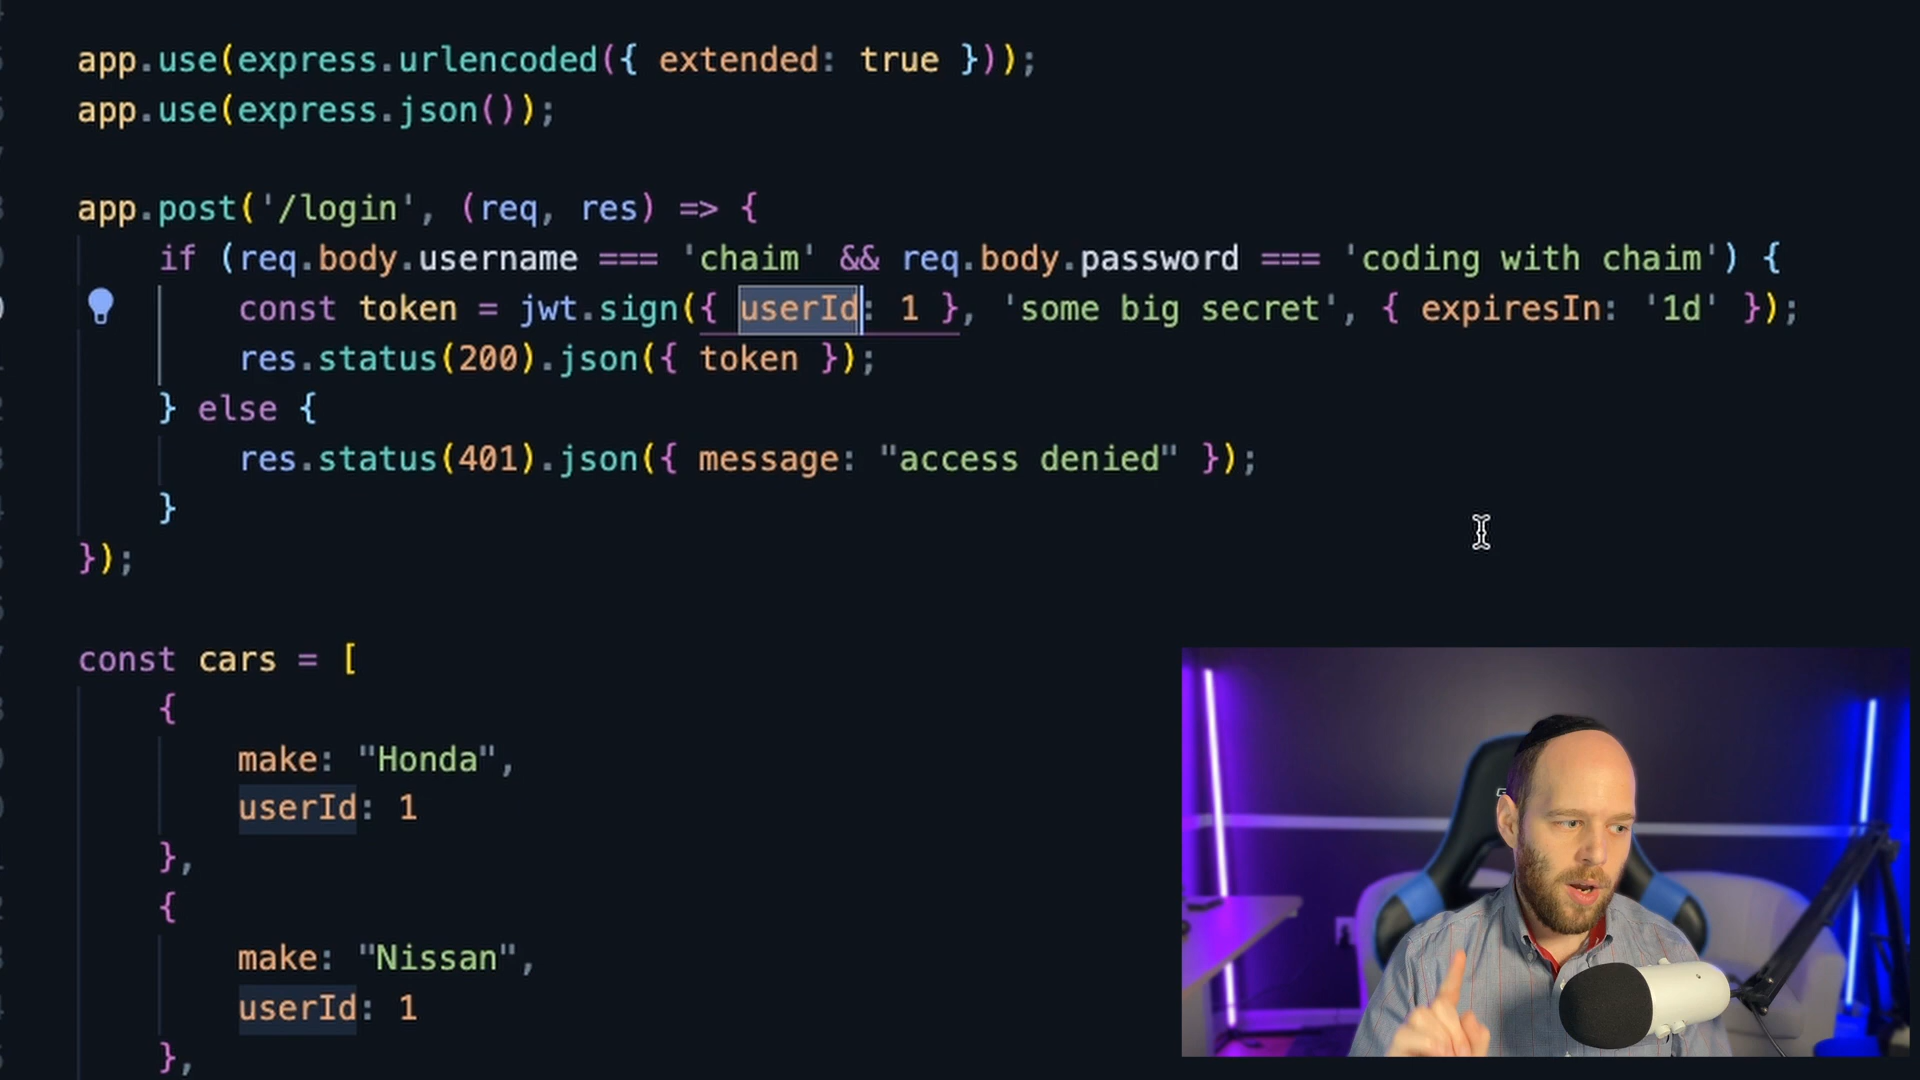 app.use(express.urlencoded({ extended: true }));
app.use(express.json());
app.post('/login', (req, res) => {
if (req.body.username === 'chaim' && req.body.password === 'coding with chaim') {
const token = jwt.sign({ userId: 1 }, 'some big secret', { expiresIn: '1d' });
res.status(200).json({ token });
} else {
res.status(401).json({ message: "access denied" });
}
});
const cars = [
{
make: "Honda",
userId: 1
},
{
make: "Nissan",
userId: 1
},